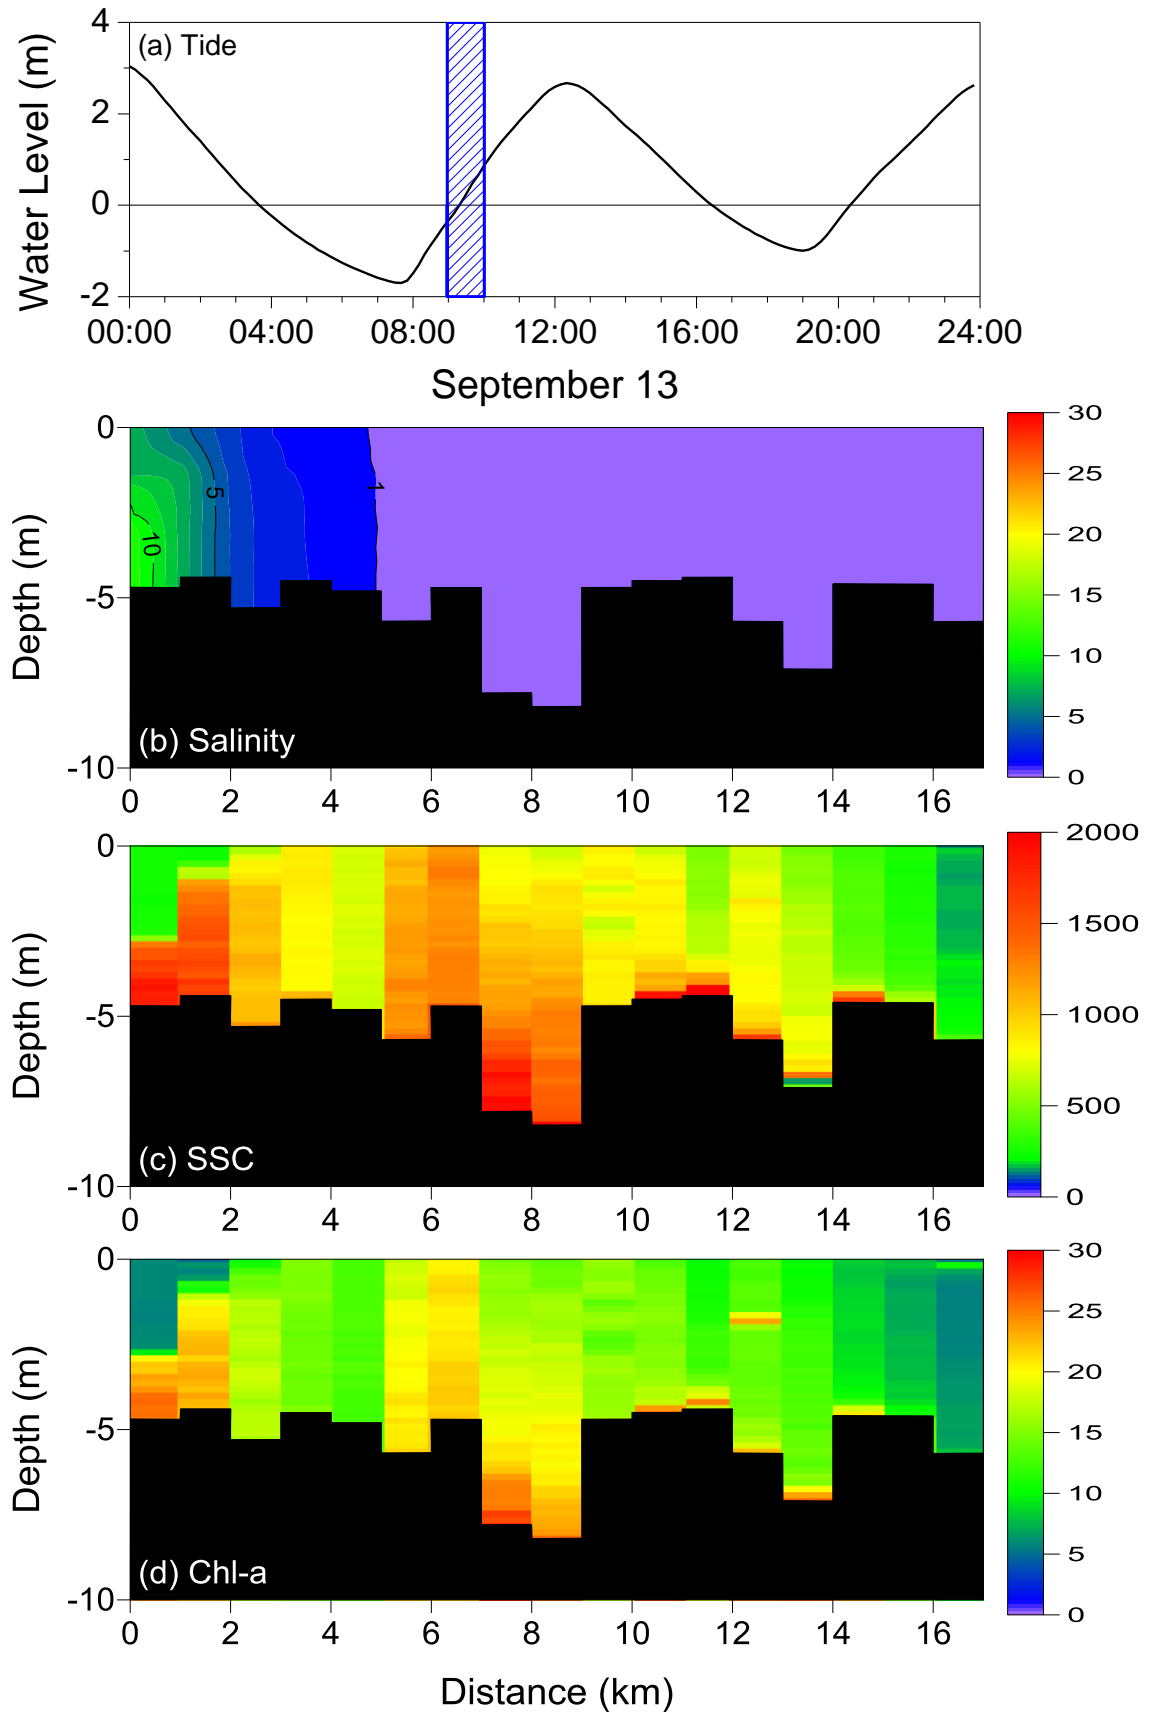 4
(a) Tide
2
0
-2
Water Level (m)
00:00 04:00 08:00 12:00 16:00 20:00 24:00
September 13
0
-5
-10
Depth (m)
5
10
1
(b) Salinity
0 2 4 6 8 10 12 14 16
30
25
20
15
10
5
0
0
-5
-10
Depth (m)
(c) SSC
0 2 4 6 8 10 12 14 16
2000
1500
1000
500
0
0
-5
-10
Depth (m)
(d) Chl-a
0 2 4 6 8 10 12 14 16
30
25
20
15
10
5
0
Distance (km)